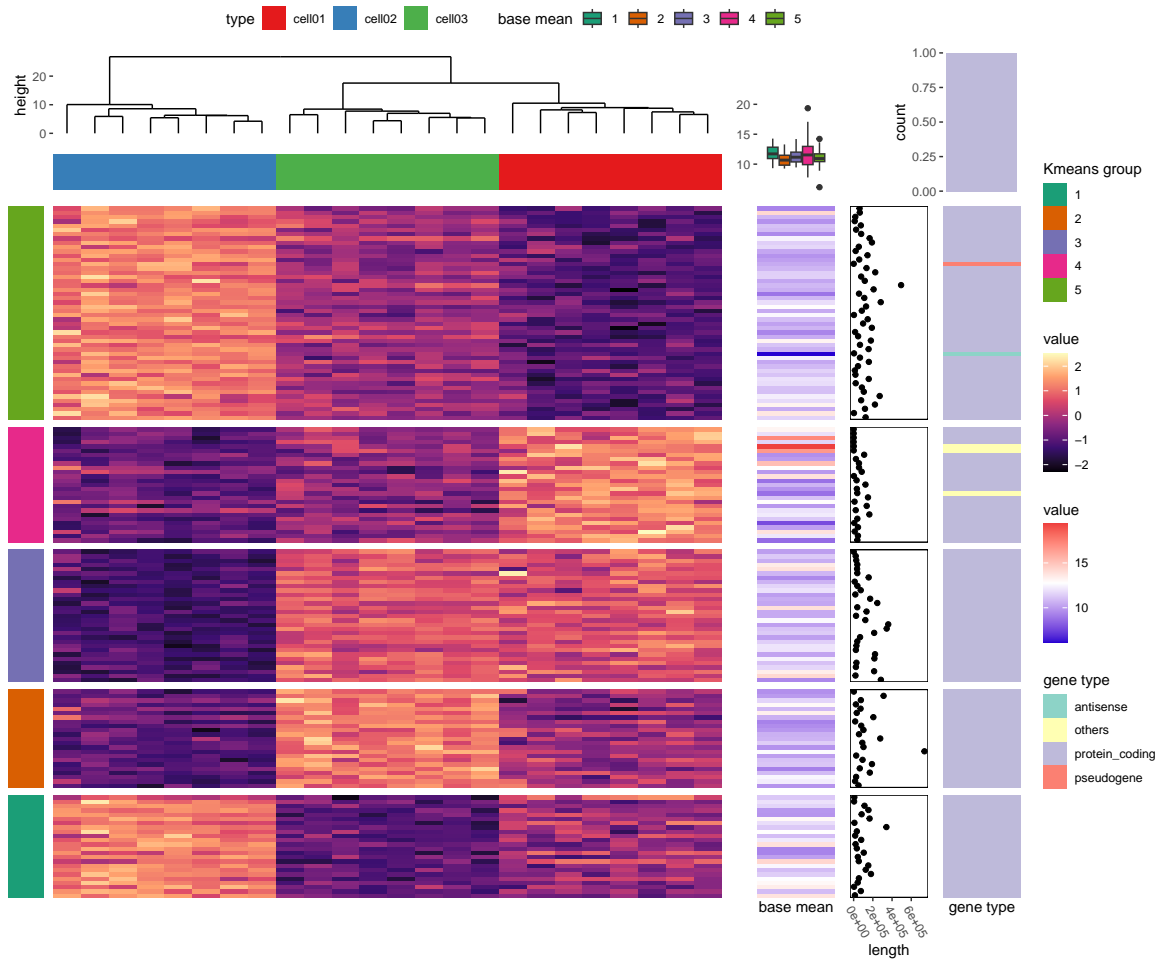 type cell01 cell02 cell03 base mean 1 2 3 4 5
height
20
10
0
20
15
10
count
1.00
0.75
0.50
0.25
0.00
Kmeans group
1
2
3
4
5
value
2
1
0
−1
−2
value
15
10
gene type
antisense
others
protein_coding
pseudogene
base mean
0e+00
2e+05
4e+05
6e+05
length
gene type